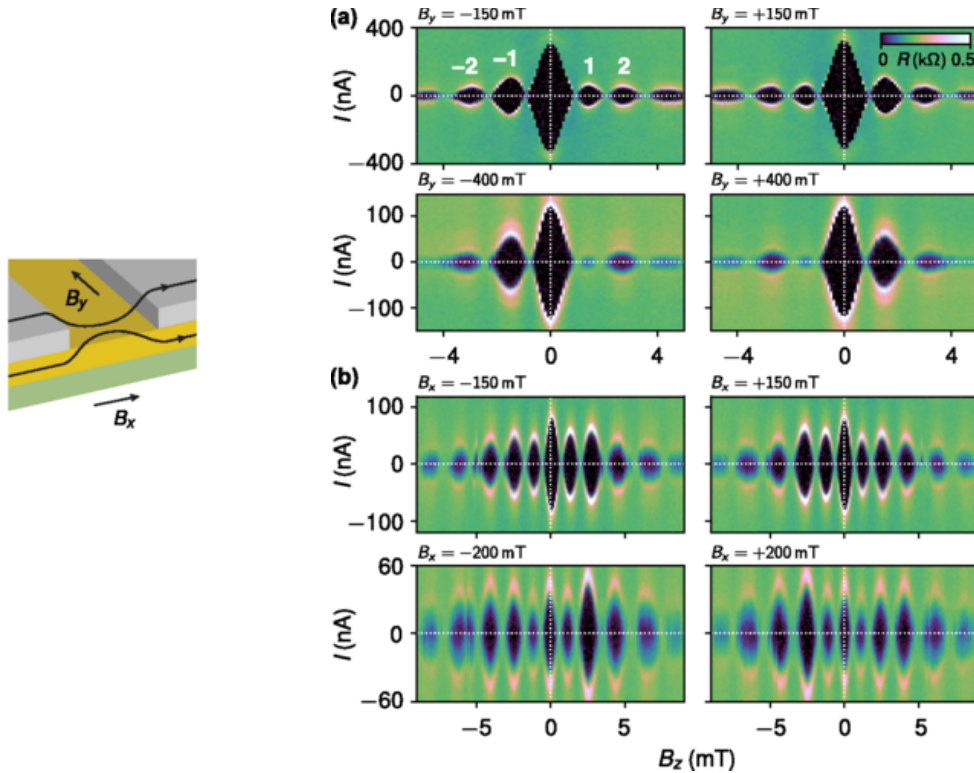 (a)
B_y = −150 mT
B_y = +150 mT
400
0
−400
I (nA)
−2 −1 1 2
0 R (kΩ) 0.5
B_y = −400 mT
B_y = +400 mT
100
0
−100
I (nA)
−4 0 4
−4 0 4
B_y
B_x
(b)
B_x = −150 mT
B_x = +150 mT
100
0
−100
I (nA)
B_x = −200 mT
B_x = +200 mT
60
0
−60
I (nA)
−5 0 5
−5 0 5
B_z (mT)